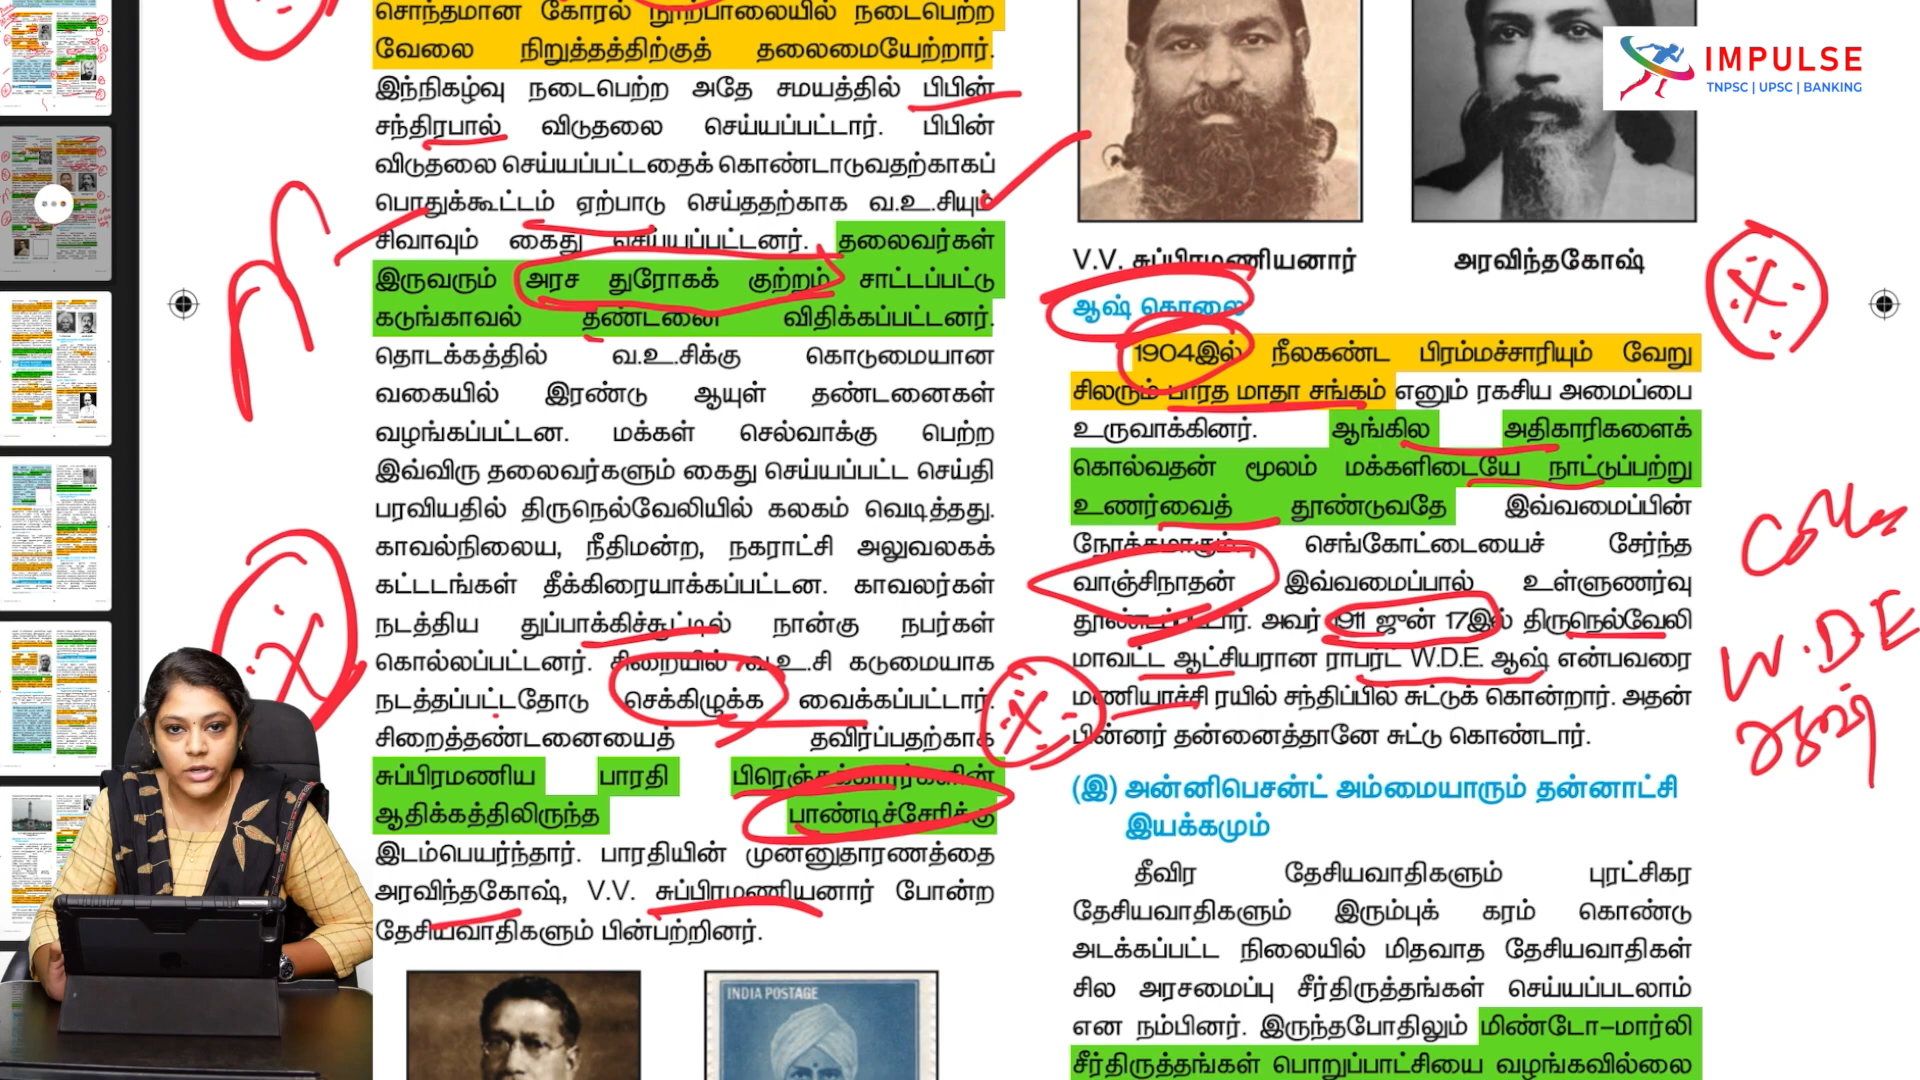 சொந்தமான கோரல் நூற்பாலையில் நடைபெற்ற
வேலை நிறுத்தத்திற்குத் தலைமையேற்றார்.
இந்நிகழ்வு நடைபெற்ற அதே சமயத்தில் பிபின்
சந்திரபால் விடுதலை செய்யப்பட்டார். பிபின்
விடுதலை செய்யப்பட்டதைக் கொண்டாடுவதற்காகப்
பொதுக்கூட்டம் ஏற்பாடு செய்ததற்காக வ.உ.சியும்
சிவாவும் கைது செய்யப்பட்டனர். தலைவர்கள்
இருவரும் அரச துரோகக் குற்றம் சாட்டப்பட்டு
கடுங்காவல் தண்டனை விதிக்கப்பட்டனர்.
தொடக்கத்தில் வ.உ.சிக்கு கொடுமையான
வகையில் இரண்டு ஆயுள் தண்டனைகள்
வழங்கப்பட்டன. மக்கள் செல்வாக்கு பெற்ற
இவ்விரு தலைவர்களும் கைது செய்யப்பட்ட செய்தி
பரவியதில் திருநெல்வேலியில் கலகம் வெடித்தது.
காவல்நிலைய, நீதிமன்ற, நகராட்சி அலுவலகக்
கட்டடங்கள் தீக்கிரையாக்கப்பட்டன. காவலர்கள்
நடத்திய துப்பாக்கிச்சூட்டில் நான்கு நபர்கள்
கொல்லப்பட்டனர். சிறையில் வ.உ.சி கடுமையாக
நடத்தப்பட்டதோடு செக்கிழுக்க வைக்கப்பட்டார்.
சிறைத்தண்டனையைத் தவிர்ப்பதற்காக
சுப்பிரமணிய பாரதி பிரெஞ்சுக்காரர்களின்
ஆதிக்கத்திலிருந்த பாண்டிச்சேரிக்கு
இடம்பெயர்ந்தார். பாரதியின் முன்னுதாரணத்தை
அரவிந்தகோஷ், V.V. சுப்பிரமணியனார் போன்ற
தேசியவாதிகளும் பின்பற்றினர்.
INDIA POSTAGE
IMPULSE
TNPSC | UPSC | BANKING
V.V. சுப்பிரமணியனார் அரவிந்தகோஷ்
ஆஷ் கொலை
1904இல் நீலகண்ட பிரம்மச்சாரியும் வேறு
சிலரும் பாரத மாதா சங்கம் எனும் ரகசிய அமைப்பை
உருவாக்கினர். ஆங்கில அதிகாரிகளைக்
கொல்வதன் மூலம் மக்களிடையே நாட்டுப்பற்று
உணர்வைத் தூண்டுவதே இவ்வமைப்பின்
நோக்கமாகும். செங்கோட்டையைச் சேர்ந்த
வாஞ்சிநாதன் இவ்வமைப்பால் உள்ளுணர்வு
தூண்டப்பட்டார். அவர் 1911 ஜுன் 17இல் திருநெல்வேலி
மாவட்ட ஆட்சியரான ராபர்ட் W.D.E. ஆஷ் என்பவரை
மணியாச்சி ரயில் சந்திப்பில் சுட்டுக் கொன்றார். அதன்
பின்னர் தன்னைத்தானே சுட்டு கொண்டார்.
(இ) அன்னிபெசன்ட் அம்மையாரும் தன்னாட்சி
இயக்கமும்
தீவிர தேசியவாதிகளும் புரட்சிகர
தேசியவாதிகளும் இரும்புக் கரம் கொண்டு
அடக்கப்பட்ட நிலையில் மிதவாத தேசியவாதிகள்
சில அரசமைப்பு சீர்திருத்தங்கள் செய்யப்படலாம்
என நம்பினர். இருந்தபோதிலும் மிண்டோ–மார்லி
சீர்திருத்தங்கள் பொறுப்பாட்சியை வழங்கவில்லை
W.D.E
ஆஷ்